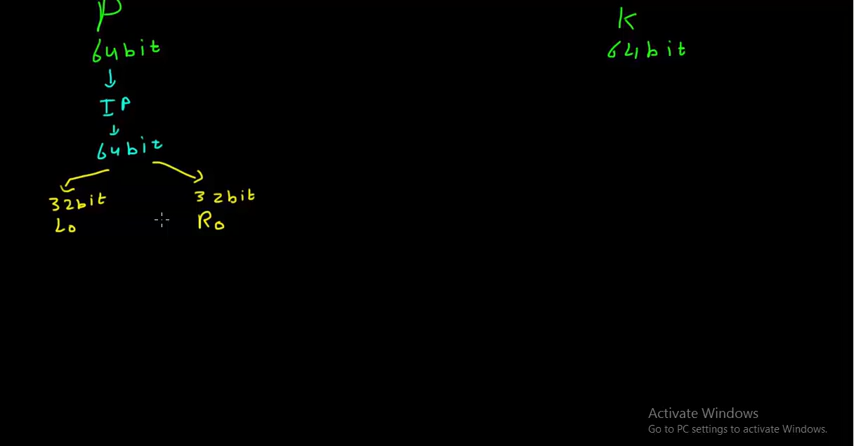 P
64bit
IP
64bit
32bit
L0
32bit
R0
K
64bit
Activate Windows
Go to PC settings to activate Windows.